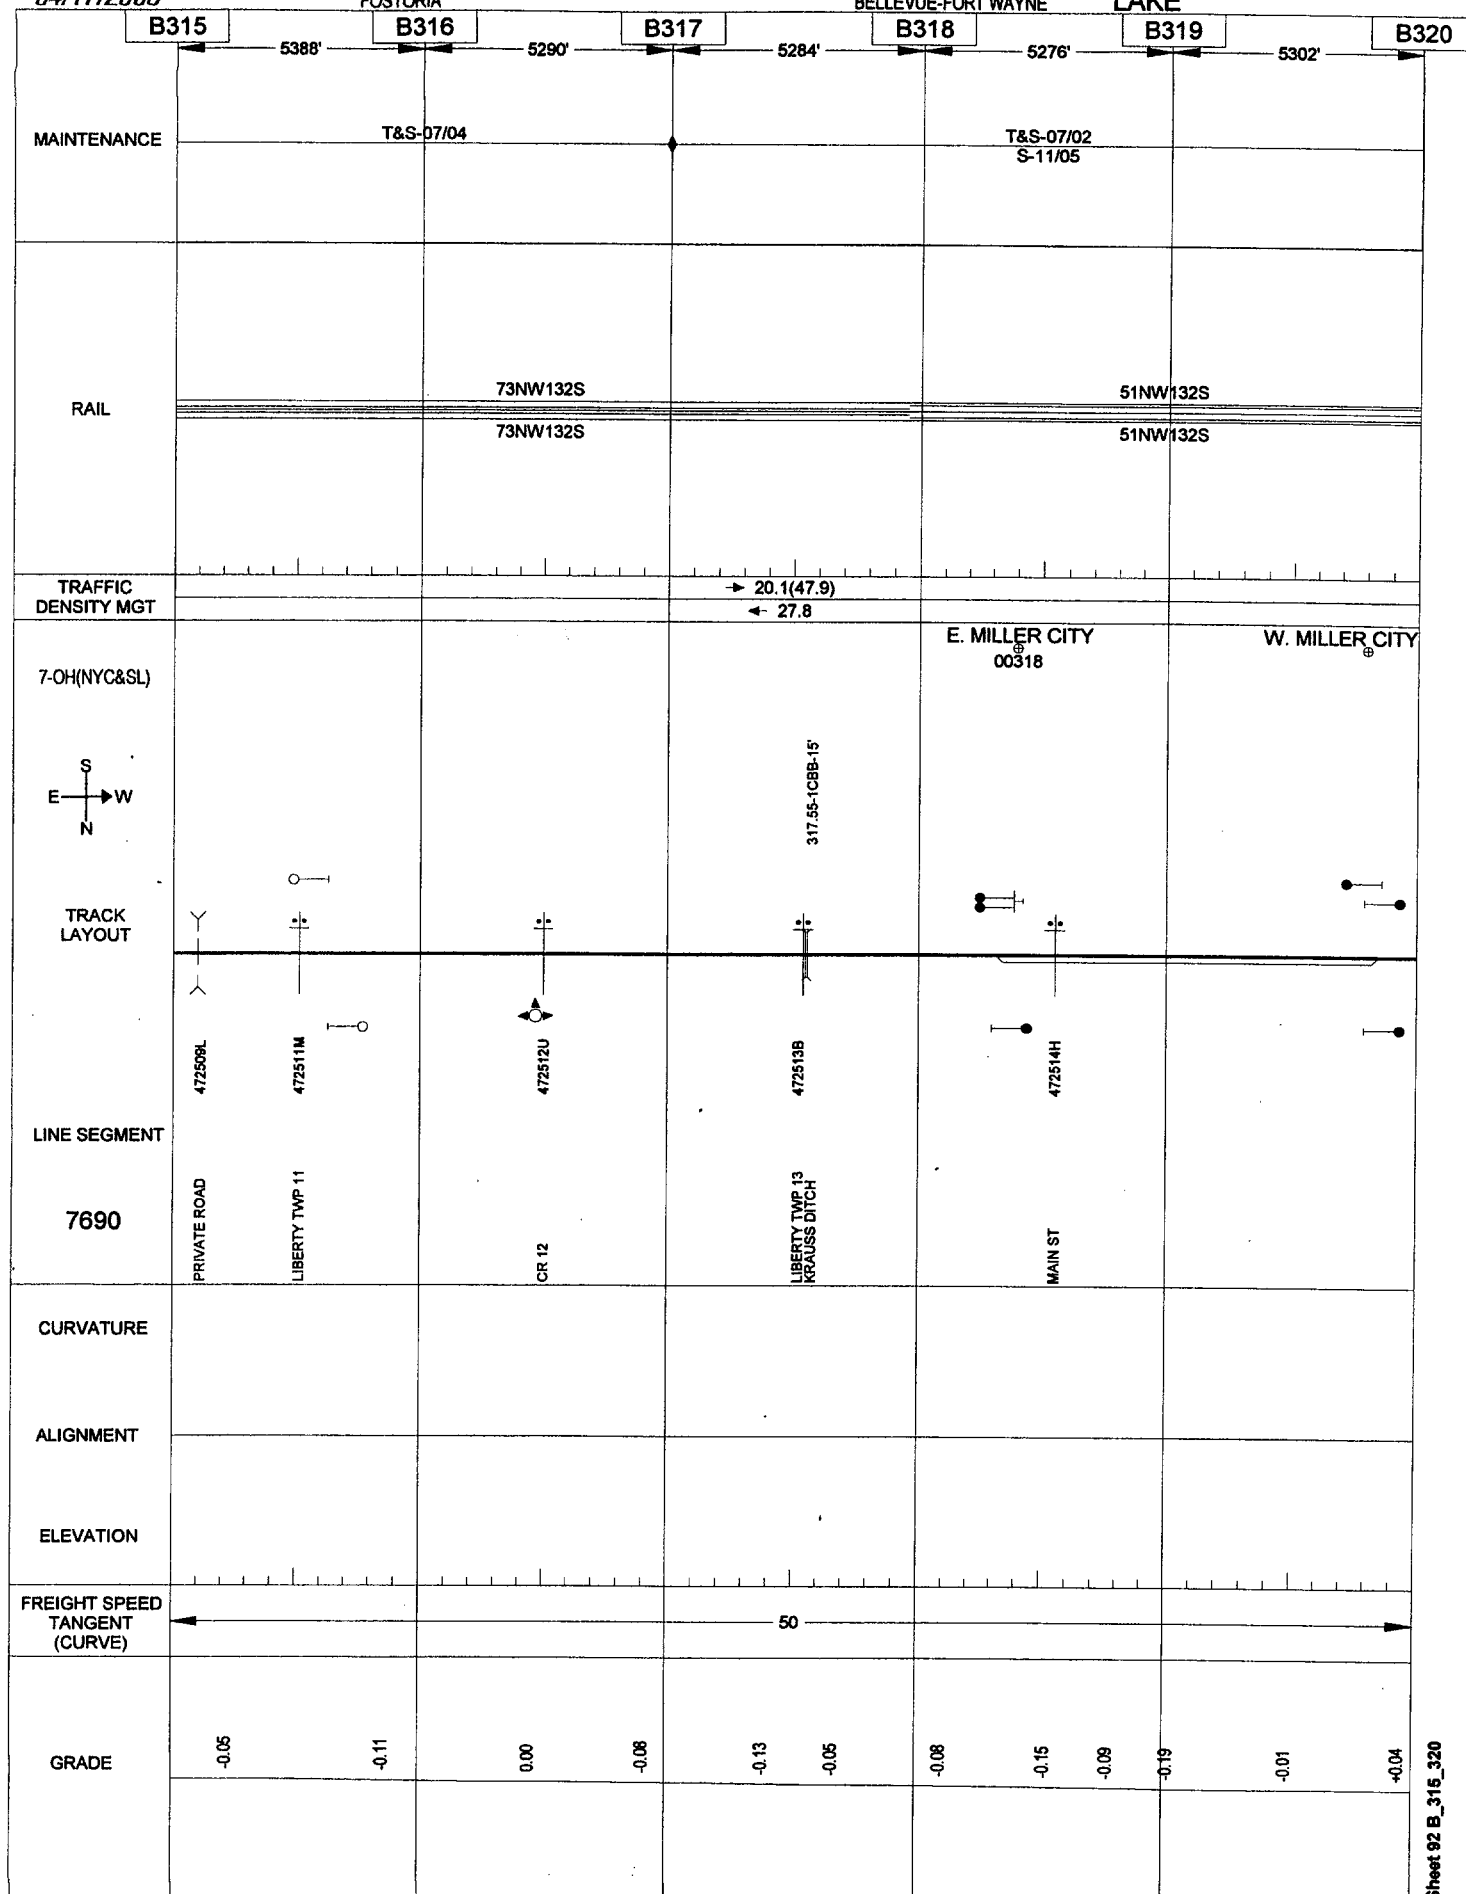 FOSTORIA
BELLEVUE-FORT WAYNE
LAKE
B315
B316
B317
B318
B319
B320
5388'
5290'
5284'
5276'
5302'
MAINTENANCE
T&S-07/04
T&S-07/02
S-11/05
RAIL
73NW132S
51NW132S
73NW132S
51NW132S
TRAFFIC
DENSITY MGT
20.1(47.9)
27.8
7-OH(NYC&SL)
E. MILLER CITY
00318
W. MILLER CITY
S
E
W
N
317.55-1CBB-15'
TRACK
LAYOUT
472509L
472511M
472512U
472513B
472514H
LINE SEGMENT
7690
PRIVATE ROAD
LIBERTY TWP 11
CR 12
LIBERTY TWP 13
KRAUSS DITCH
MAIN ST
CURVATURE
ALIGNMENT
ELEVATION
FREIGHT SPEED
TANGENT
(CURVE)
50
GRADE
-0.05
-0.11
0.00
-0.08
-0.13
-0.05
-0.08
-0.15
-0.09
-0.19
-0.01
+0.04
Sheet 92 B_315_320